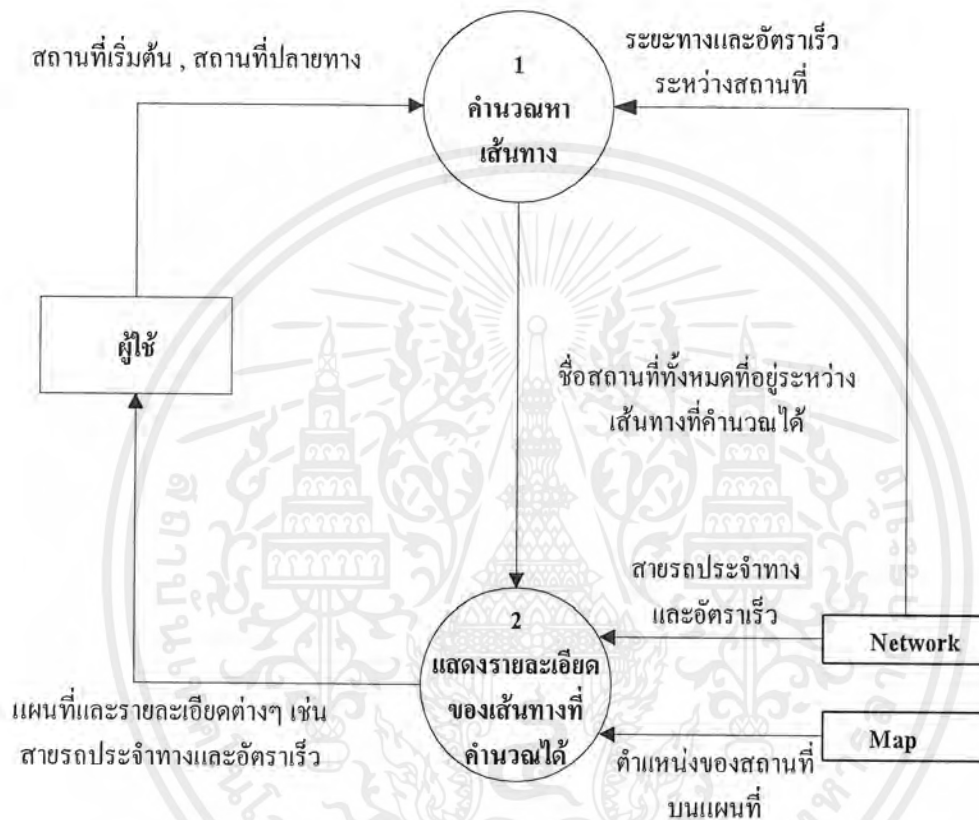 สถานที่เริ่มต้น , สถานที่ปลายทาง
1
คำนวณหา
เส้นทาง
ระยะทางและอัตราเร็ว
ระหว่างสถานที่
ผู้ใช้
ชื่อสถานที่ทั้งหมดที่อยู่ระหว่าง
เส้นทางที่คำนวณได้
สายรถประจำทาง
และอัตราเร็ว
Network
2
แสดงรายละเอียด
ของเส้นทางที่
คำนวณได้
แผนที่และรายละเอียดต่างๆ เช่น
สายรถประจำทางและอัตราเร็ว
Map
ตำแหน่งของสถานที่
บนแผนที่